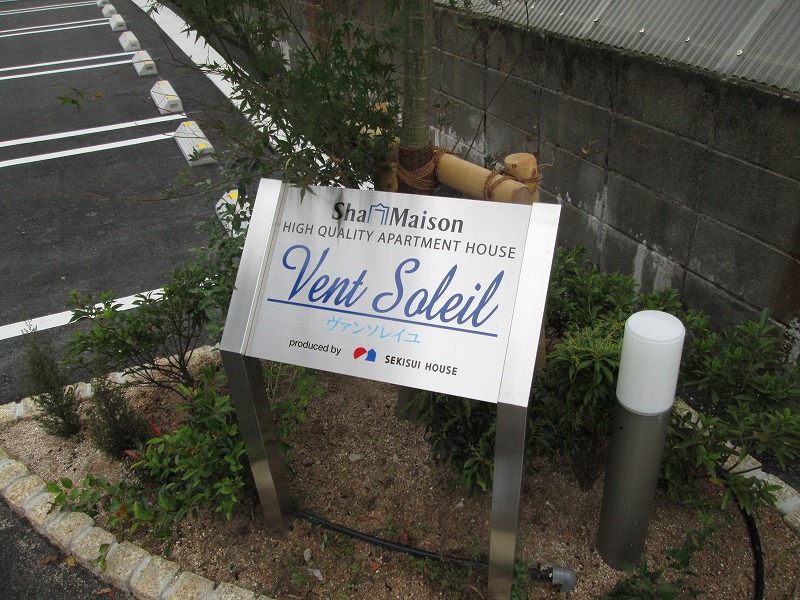 Sha Maison
HIGH QUALITY APARTMENT HOUSE
Vent Soleil
ヴァンソレイユ
produced by SEKISUI HOUSE